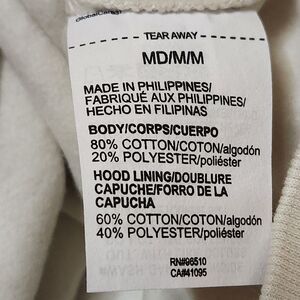 TEAR AWAY
MD/M/M
MADE IN PHILIPPINES/
FABRIQUÉ AUX PHILIPPINES/
HECHO EN FILIPINAS
BODY/CORPS/CUERPO
80% COTTON/COTON/algodón
20% POLYESTER/poliéster
HOOD LINING/DOUBLURE
CAPUCHE/FORRO DE LA
CAPUCHA
60% COTTON/COTON/algodón
40% POLYESTER/poliéster
RN#96510
CA#41095